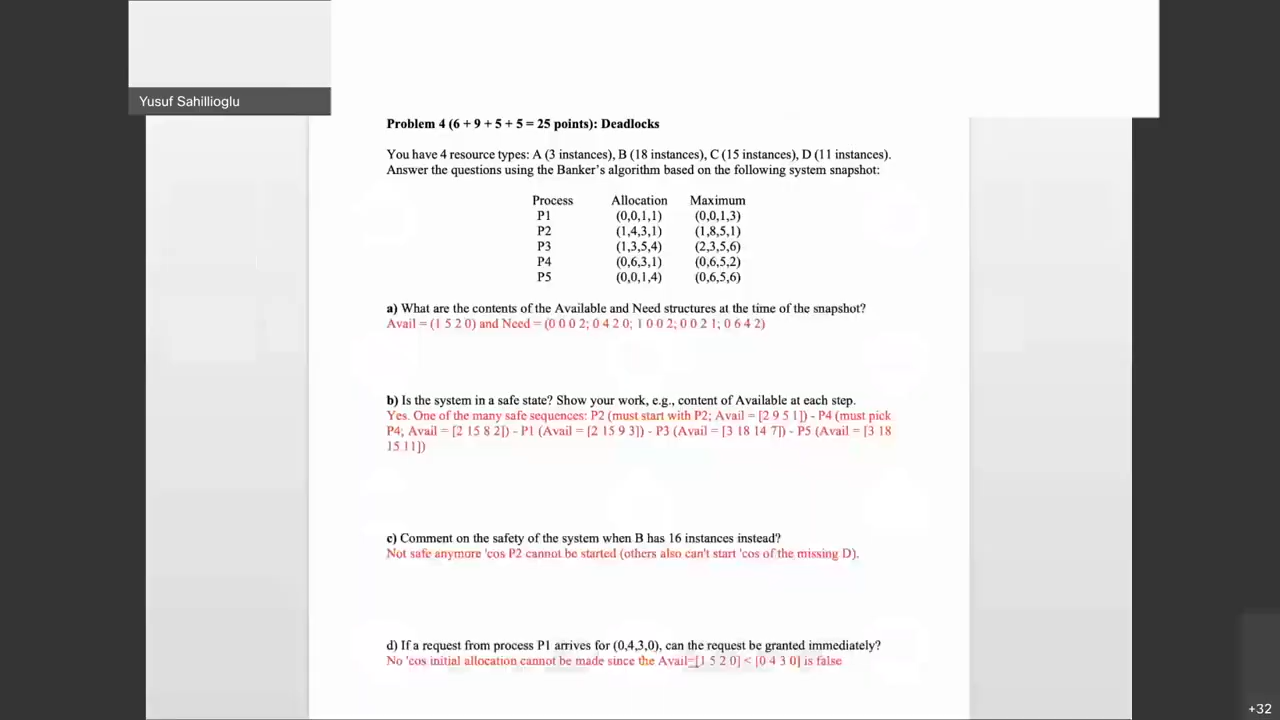 Yusuf Sahillioglu
Problem 4 (6 + 9 + 5 + 5 = 25 points): Deadlocks
You have 4 resource types: A (3 instances), B (18 instances), C (15 instances), D (11 instances).
Answer the questions using the Banker's algorithm based on the following system snapshot:
Process Allocation Maximum
P1 (0,0,1,1) (0,0,1,3)
P2 (1,4,3,1) (1,8,5,1)
P3 (1,3,5,4) (2,3,5,6)
P4 (0,6,3,1) (0,6,5,2)
P5 (0,0,1,4) (0,6,5,6)
a) What are the contents of the Available and Need structures at the time of the snapshot?
Avail = (1 5 2 0) and Need = (0 0 0 2; 0 4 2 0; 1 0 0 2; 0 0 2 1; 0 6 4 2)
b) Is the system in a safe state? Show your work, e.g., content of Available at each step.
Yes. One of the many safe sequences: P2 (must start with P2; Avail = [2 9 5 1]) - P4 (must pick
P4; Avail = [2 15 8 2]) - P1 (Avail = [2 15 9 3]) - P3 (Avail = [3 18 14 7]) - P5 (Avail = [3 18
15 11])
c) Comment on the safety of the system when B has 16 instances instead?
Not safe anymore 'cos P2 cannot be started (others also can't start 'cos of the missing D).
d) If a request from process P1 arrives for (0,4,3,0), can the request be granted immediately?
No 'cos initial allocation cannot be made since the Avail=[1 5 2 0] < [0 4 3 0] is false
+32